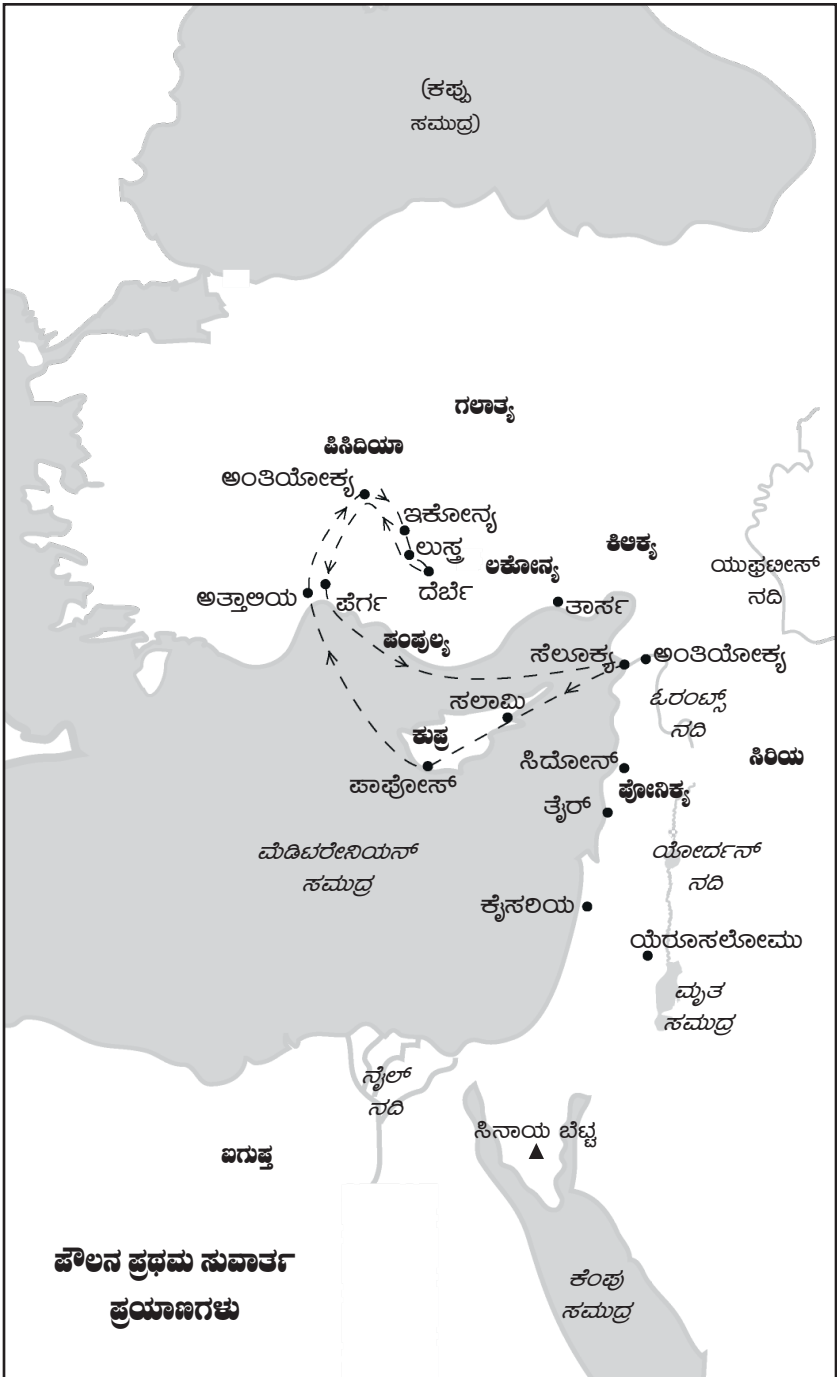 (ಕಪ್ಪು
ಸಮುದ್ರ)
ಗಲಾತ್ಯ
ಪಿಸಿದಿಯಾ
ಅಂತಿಯೋಕ್ಯ
ಇಕೋನ್ಯ
ಲುಸ್ತ್ರ
ದೆರ್ಬೆ
ಲಕೋನ್ಯ
ಕಿಲಿಕ್ಯ
ಯುಫ್ರಟೀಸ್
ನದಿ
ಅತ್ತಾಲಿಯ
ಪೆರ್ಗ
ತಾರ್ಸ
ಪಂಪುಲ್ಯ
ಸೆಲೂಕ್ಯ
ಅಂತಿಯೋಕ್ಯ
ಸಲಾಮಿ
ಓರಂಟ್ಸ್
ನದಿ
ಕುಪ್ರ
ಪಾಫೋಸ್
ಸಿದೋನ್
ಸಿರಿಯ
ಫೋನಿಕ್ಯ
ತೈರ್
ಮೆಡಿಟರೇನಿಯನ್
ಸಮುದ್ರ
ಯೋರ್ದನ್
ನದಿ
ಕೈಸರಿಯ
ಯೆರೂಸಲೋಮು
ಮೃತ
ಸಮುದ್ರ
ನೈಲ್
ನದಿ
ಸಿನಾಯ ಬೆಟ್ಟ
ಐಗುಪ್ತ
ಪೌಲನ ಪ್ರಥಮ ಸುವಾರ್ತ
ಪ್ರಯಾಣಗಳು
ಕೆಂಪು
ಸಮುದ್ರ